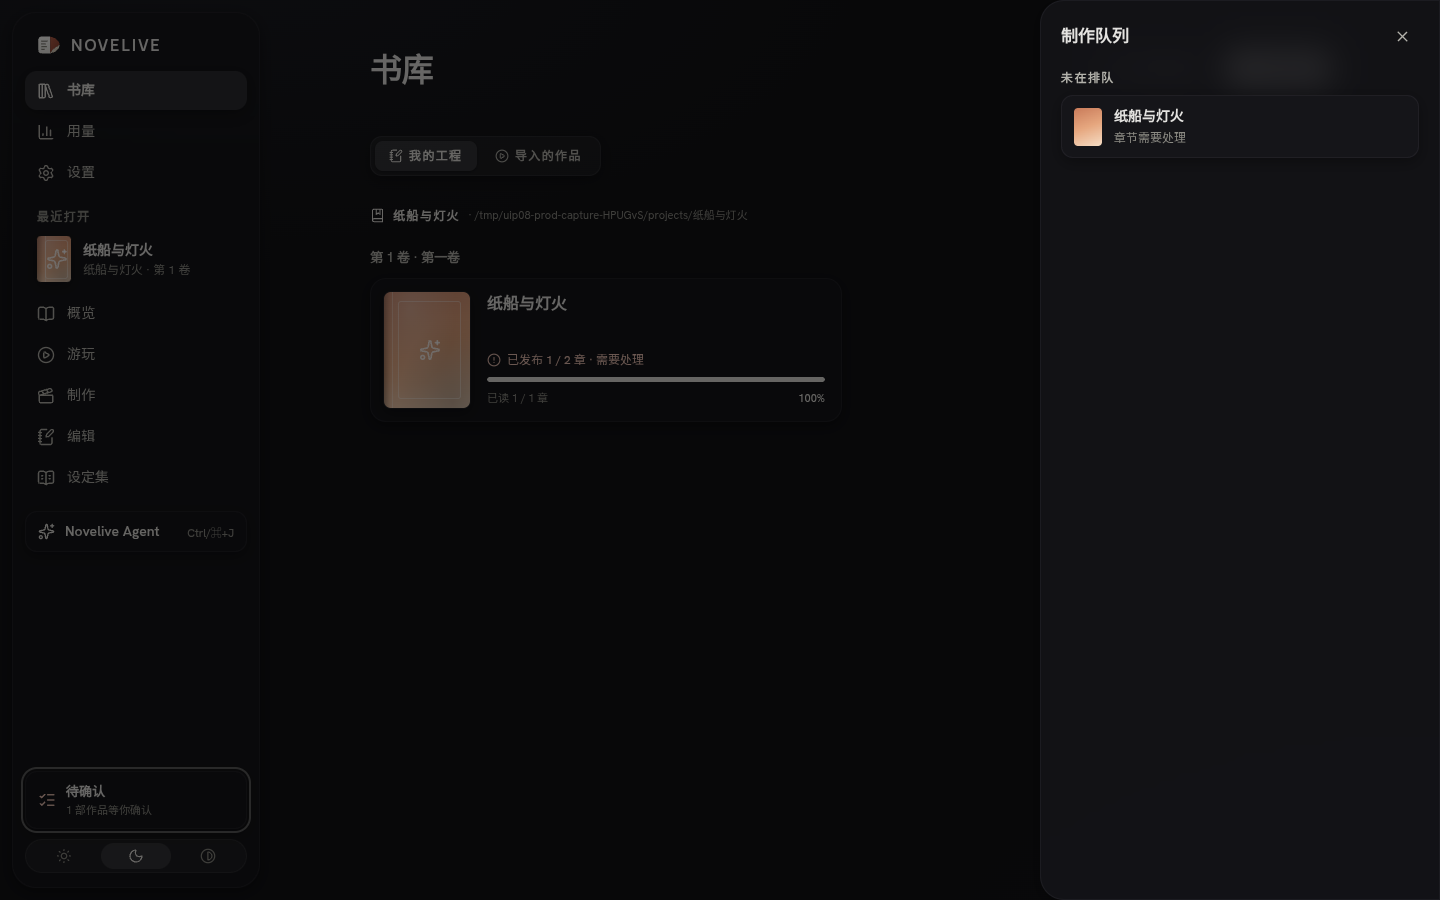 NOVELIVE
书库
用量
设置
最近打开
纸船与灯火
纸船与灯火 · 第 1 卷
概览
游玩
制作
编辑
设定集
Novelive Agent Ctrl/⌘+J
待确认
1 部作品等你确认
书库
我的工程 导入的作品
纸船与灯火 · /tmp/ulp08-prod-capture-HPUGvS/projects/纸船与灯火
第 1 卷 · 第一卷
纸船与灯火
已发布 1 / 2 章 · 需要处理
已读 1 / 1 章 100%
制作队列
未在排队
纸船与灯火
章节需要处理